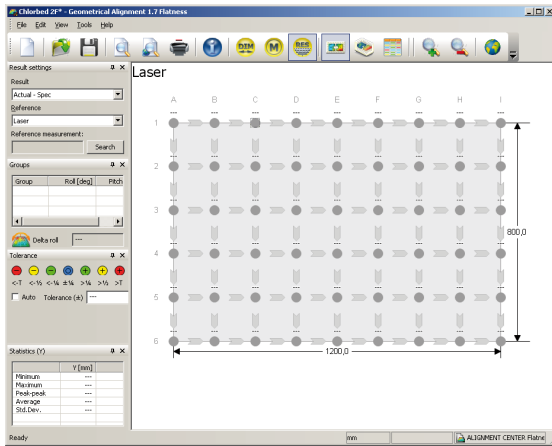 Chlorbed 2F* - Geometrical Alignment 1.7 Flatness
File Edit View Tools Help
DIM M RES
Result settings
Result
Actual - Spec
Reference
Laser
Reference measurement:
Search
Groups
Group Roll [deg] Pitch
Delta roll ---
Tolerance
<-T <-½ <-¼ ±¼ >¼ >½ >T
Auto Tolerance (±) ---
Statistics (Y)
Y [mm]
Minimum ---
Maximum ---
Peak-peak ---
Average ---
Std.Dev. ---
Laser
A B C D E F G H I
--- --- --- --- --- --- --- --- ---
1
--- --- --- --- --- --- --- --- ---
2
--- --- --- --- --- --- --- --- ---
3
800,0
--- --- --- --- --- --- --- --- ---
4
--- --- --- --- --- --- --- --- ---
5
--- --- --- --- --- --- --- --- ---
6
1200,0
Ready mm ALIGNMENT CENTER Flatne